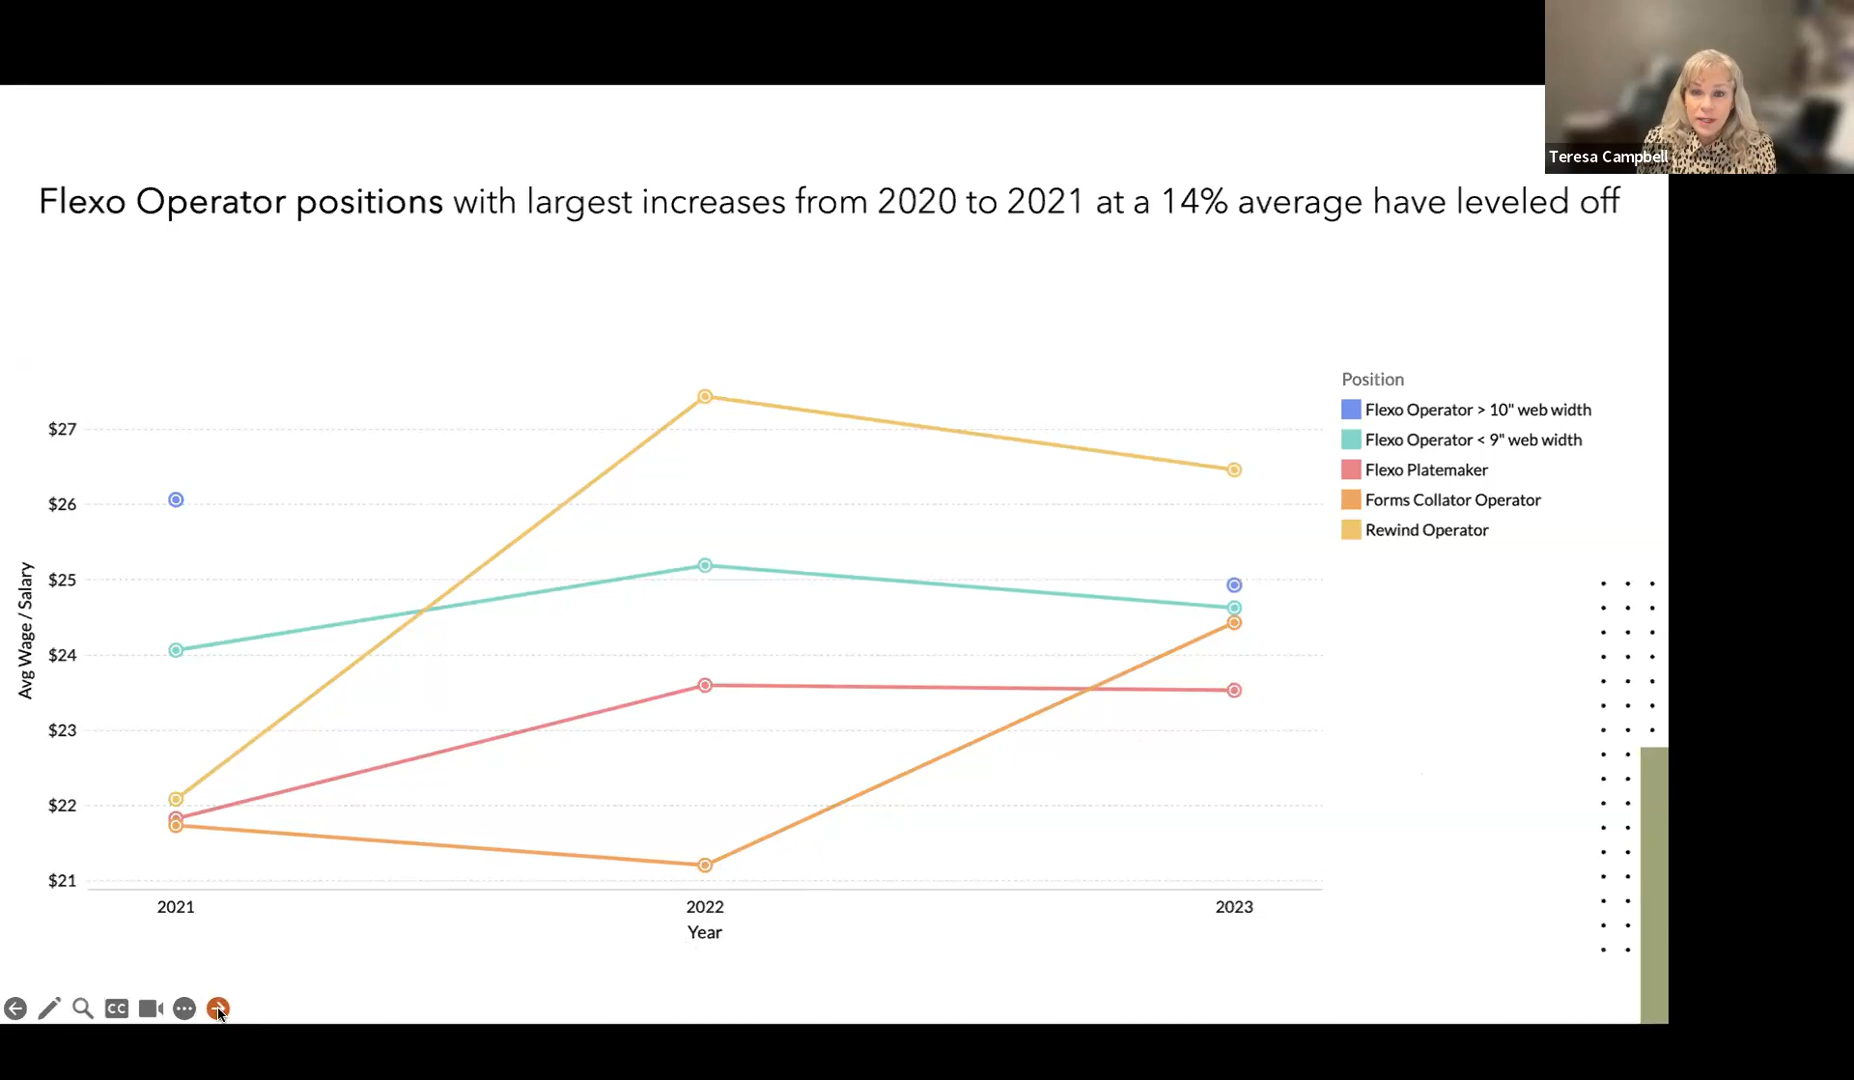 Teresa Campbell
Flexo Operator positions with largest increases from 2020 to 2021 at a 14% average have leveled off
Position
Flexo Operator > 10" web width
Flexo Operator < 9" web width
Flexo Platemaker
Forms Collator Operator
Rewind Operator
Avg Wage / Salary
$27
$26
$25
$24
$23
$22
$21
2021
2022
2023
Year
CC